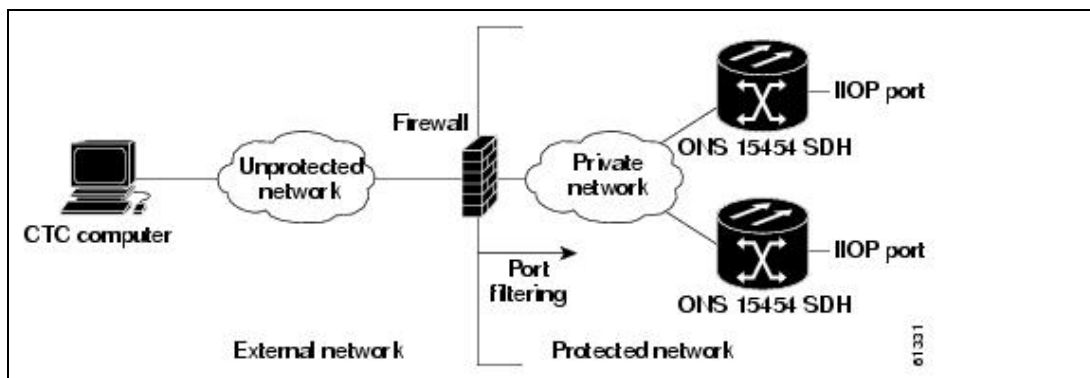 Firewall
Unprotected
network
CTC computer
Private
network
IIOP port
ONS 15454 SDH
IIOP port
ONS 15454 SDH
Port
filtering
External network
Protected network
61331